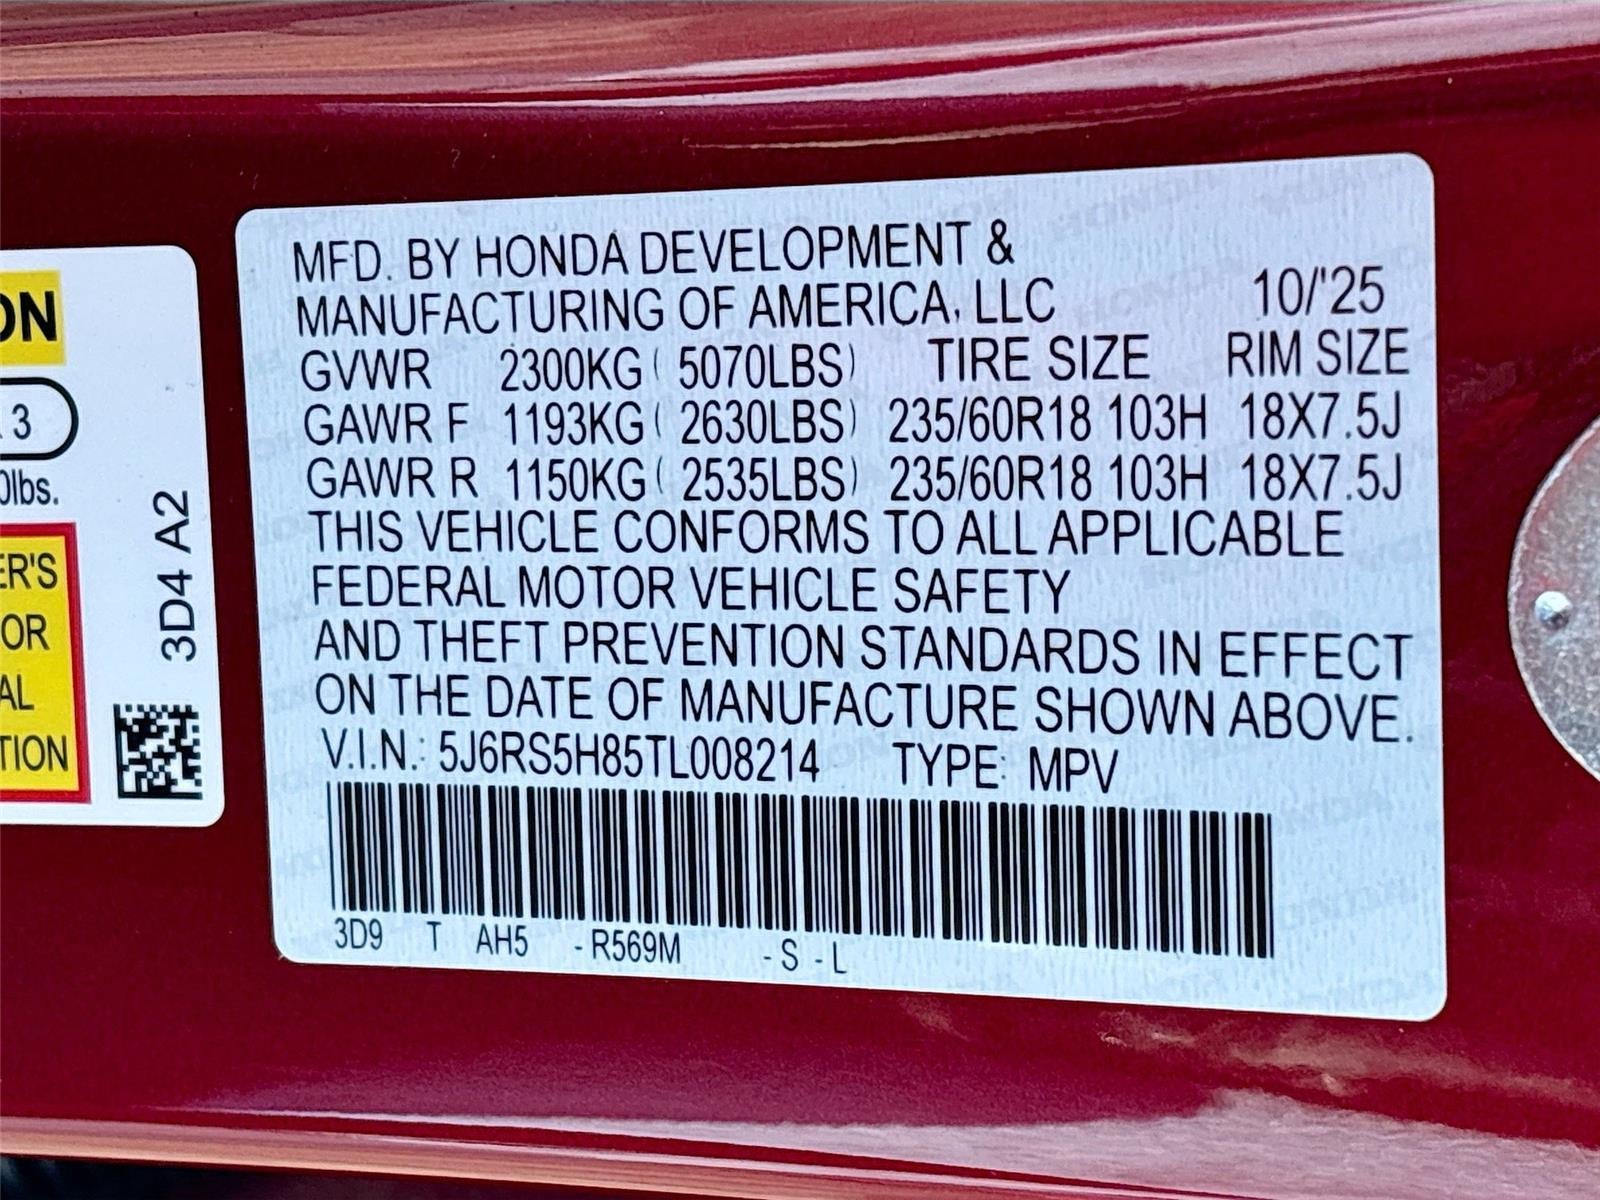 ON
3
0lbs.
ER'S
OR
AL
TION
3D4 A2
MFD. BY HONDA DEVELOPMENT &
MANUFACTURING OF AMERICA, LLC 10/'25
GVWR 2300KG ( 5070LBS) TIRE SIZE RIM SIZE
GAWR F 1193KG ( 2630LBS) 235/60R18 103H 18X7.5J
GAWR R 1150KG ( 2535LBS) 235/60R18 103H 18X7.5J
THIS VEHICLE CONFORMS TO ALL APPLICABLE
FEDERAL MOTOR VEHICLE SAFETY
AND THEFT PREVENTION STANDARDS IN EFFECT
ON THE DATE OF MANUFACTURE SHOWN ABOVE.
V.I.N.: 5J6RS5H85TL008214 TYPE: MPV
3D9 T AH5 - R569M - S - L